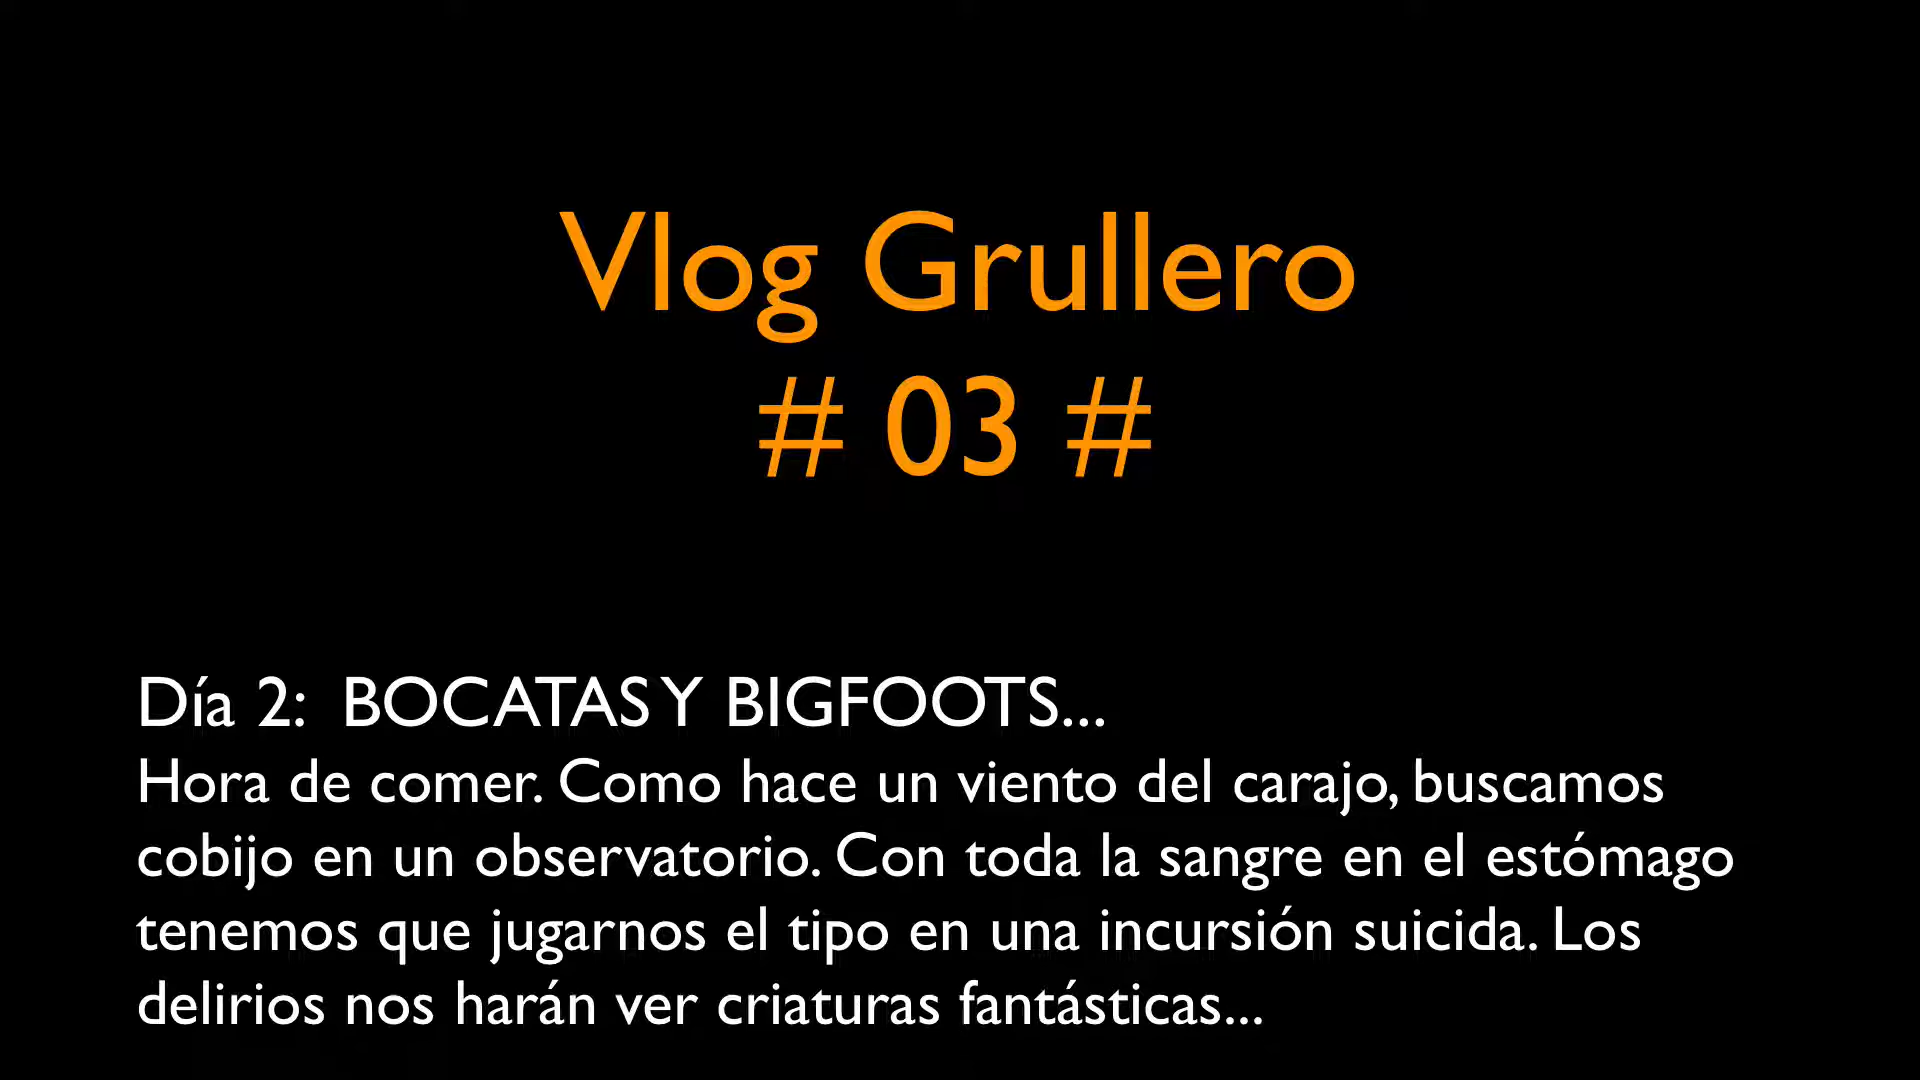 Vlog Grullero
# 03 #
Día 2: BOCATAS Y BIGFOOTS...
Hora de comer. Como hace un viento del carajo, buscamos
cobijo en un observatorio. Con toda la sangre en el estómago
tenemos que jugarnos el tipo en una incursión suicida. Los
delirios nos harán ver criaturas fantásticas...